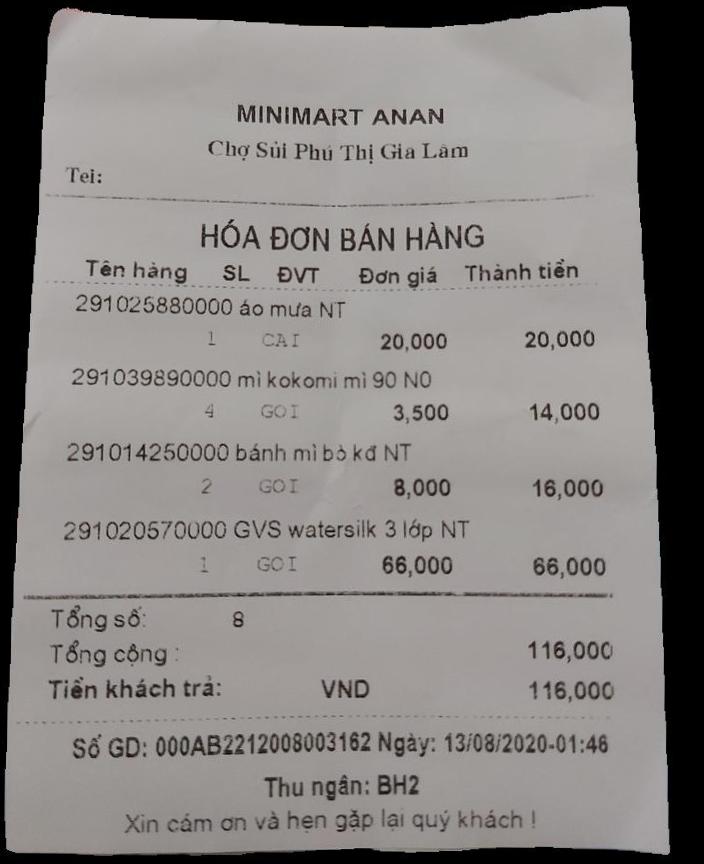 MINIMART ANAN
Chợ Sủi Phú Thị Gia Lâm
Tei:
HÓA ĐƠN BÁN HÀNG
Tên hàng SL ĐVT Đơn giá Thành tiền
291025880000 áo mưa NT
1 CAI 20,000 20,000
291039890000 mì kokomi mì 90 N0
4 GOI 3,500 14,000
291014250000 bánh mì bò kđ NT
2 GOI 8,000 16,000
291020570000 GVS watersilk 3 lớp NT
1 GOI 66,000 66,000
Tổng số: 8
Tổng cộng : 116,000
Tiền khách trả: VND 116,000
Số GD: 000AB2212008003162 Ngày: 13/08/2020-01:46
Thu ngân: BH2
Xin cám ơn và hẹn gặp lại quý khách !